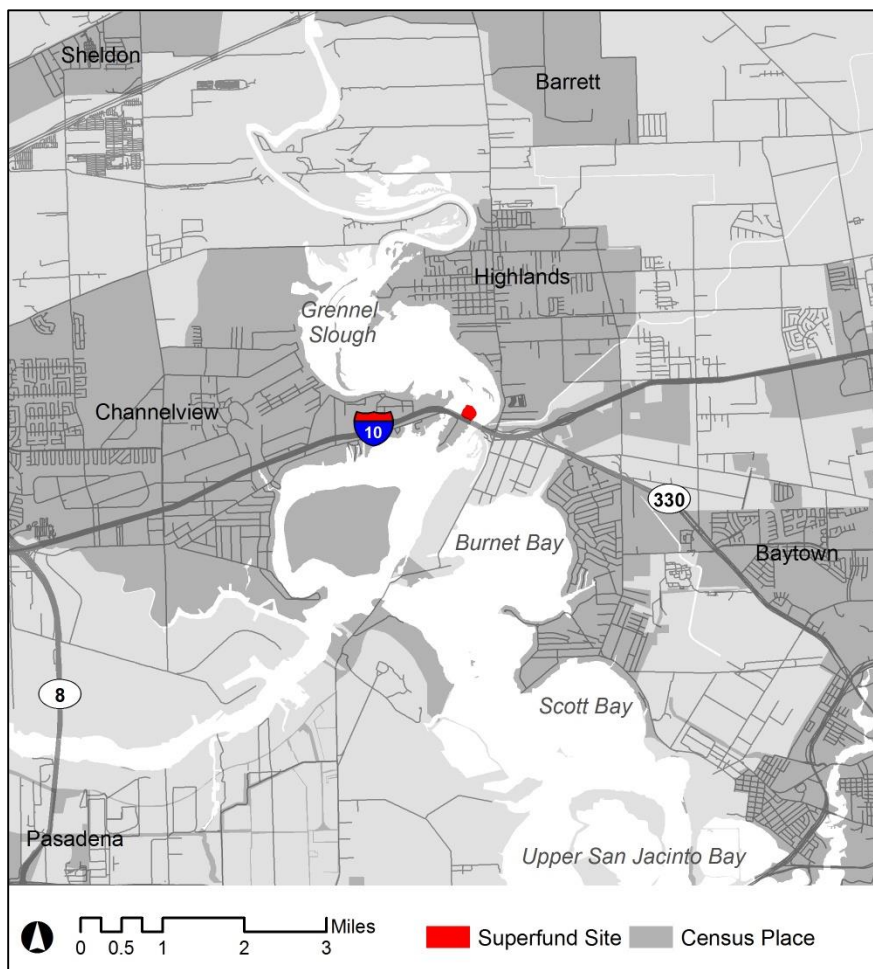 Sheldon
Barrett
Highlands
Grennel
Slough
Channelview
10
330
Burnet Bay
Baytown
8
Scott Bay
Pasadena
Upper San Jacinto Bay
Miles
0 0.5 1 2 3
Superfund Site
Census Place